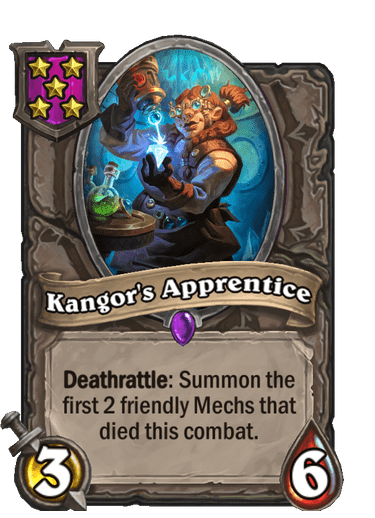 Kangor's Apprentice
Deathrattle: Summon the
first 2 friendly Mechs that
died this combat.
3
6